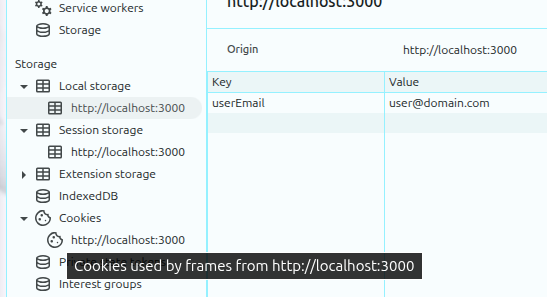 Service workers
Storage
Storage
Local storage
http://localhost:3000
Session storage
http://localhost:3000
Extension storage
IndexedDB
Cookies
http://localhost:3000
Interest groups
Cookies used by frames from http://localhost:3000
http://localhost:3000
Origin http://localhost:3000
Key Value
userEmail user@domain.com